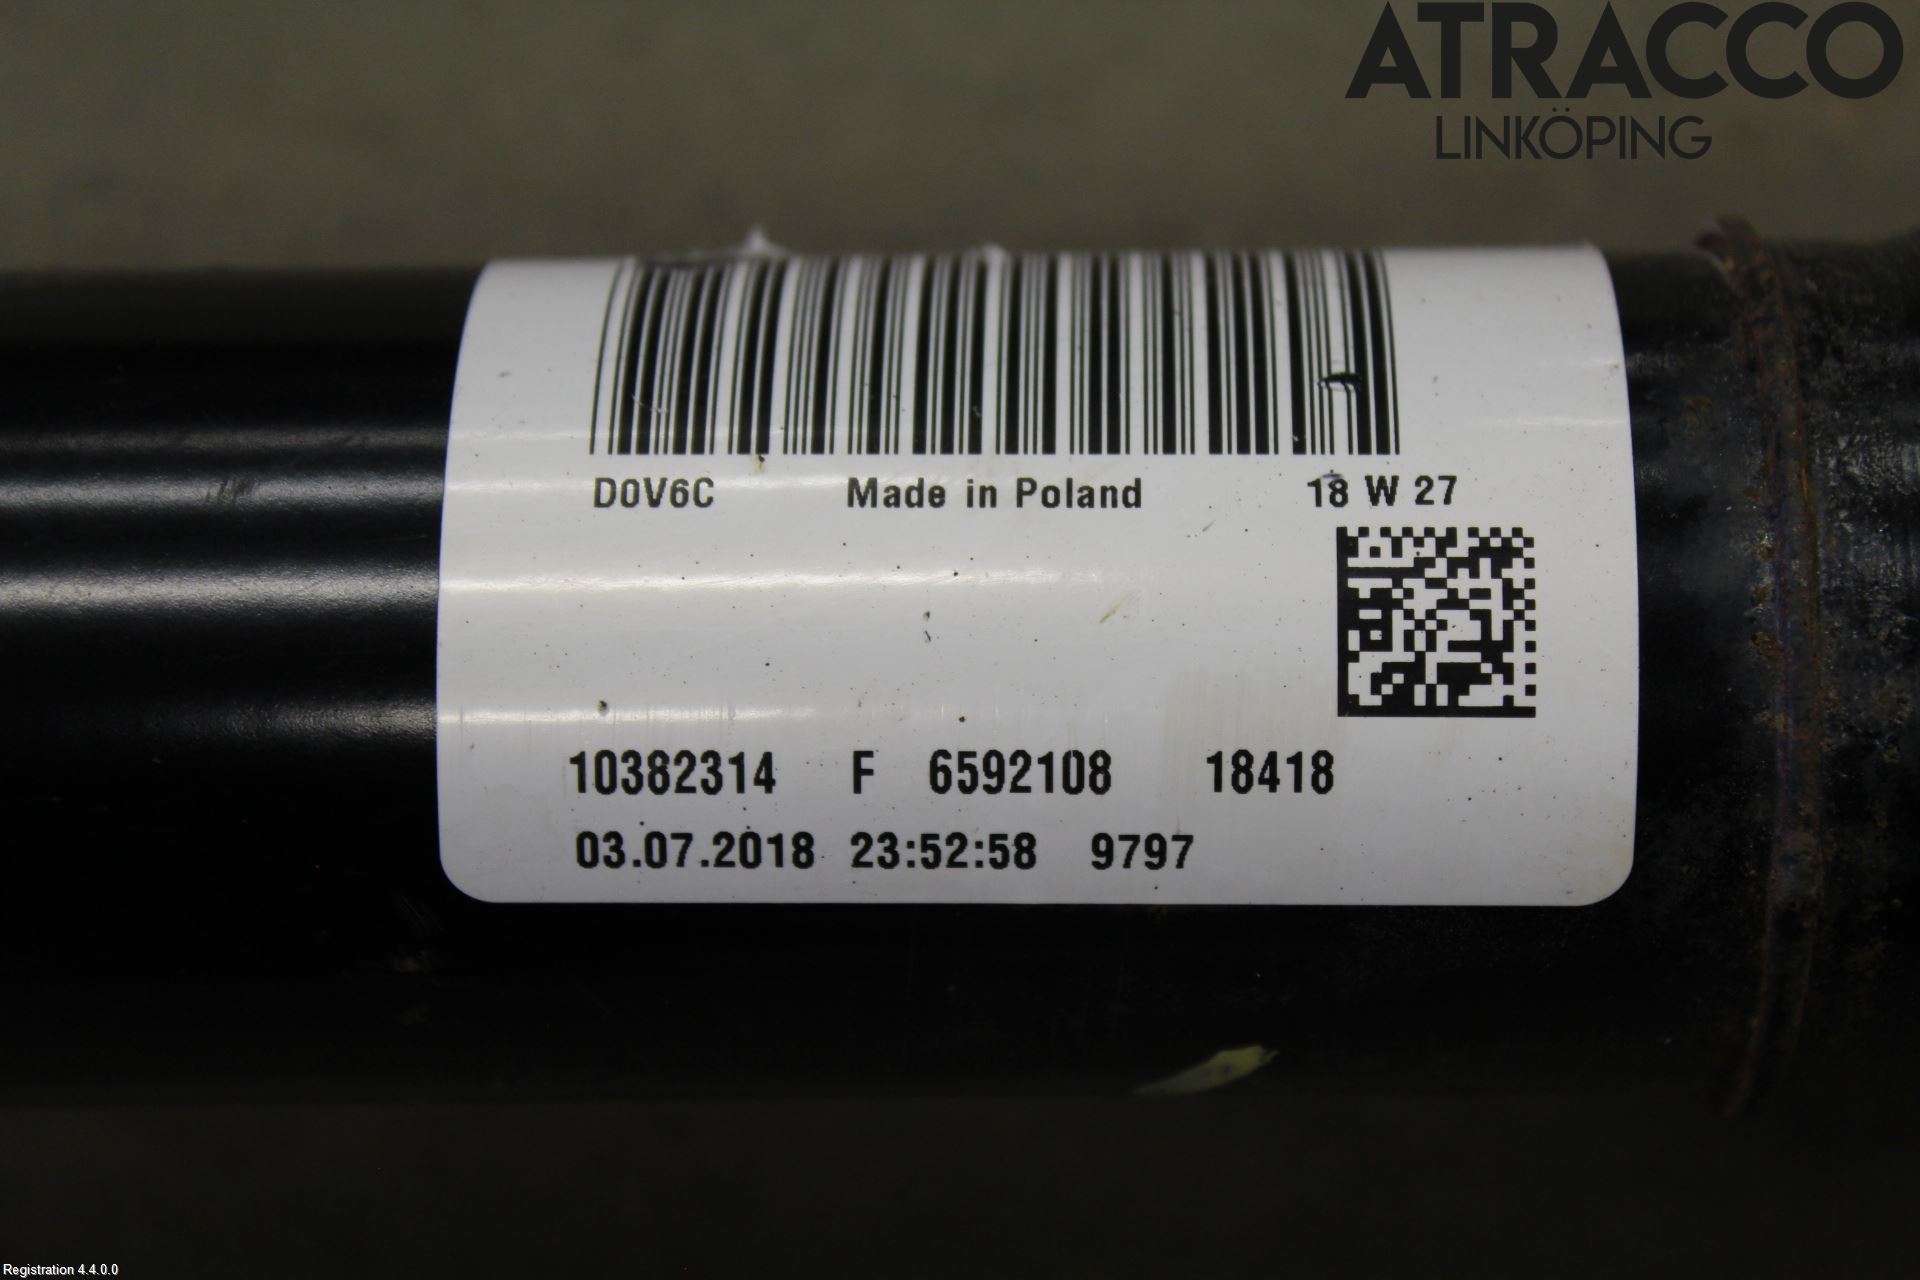 ATRACCO
LINKÖPING
D0V6C Made in Poland 18 W 27
10382314 F 6592108 18418
03.07.2018 23:52:58 9797
Registration 4.4.0.0